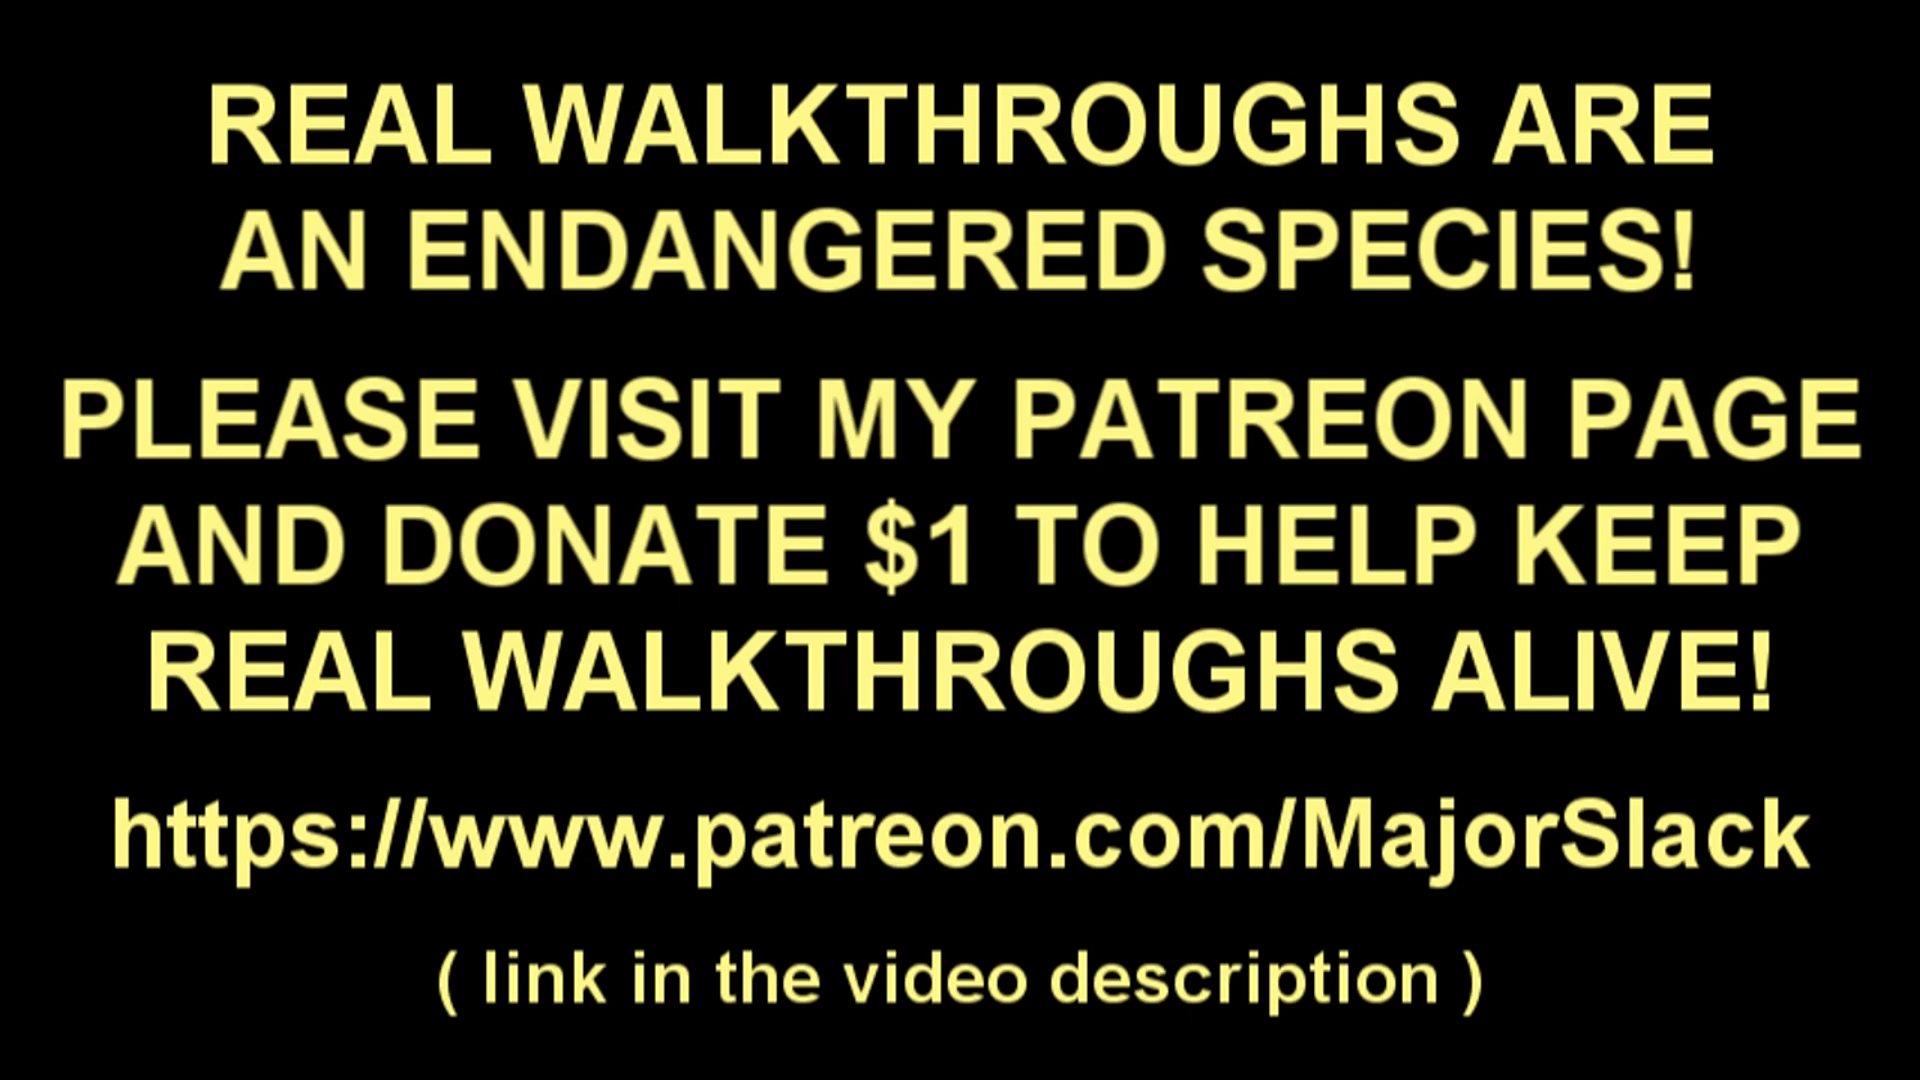 REAL WALKTHROUGHS ARE
AN ENDANGERED SPECIES!
PLEASE VISIT MY PATREON PAGE
AND DONATE $1 TO HELP KEEP
REAL WALKTHROUGHS ALIVE!
https://www.patreon.com/MajorSlack
( link in the video description )